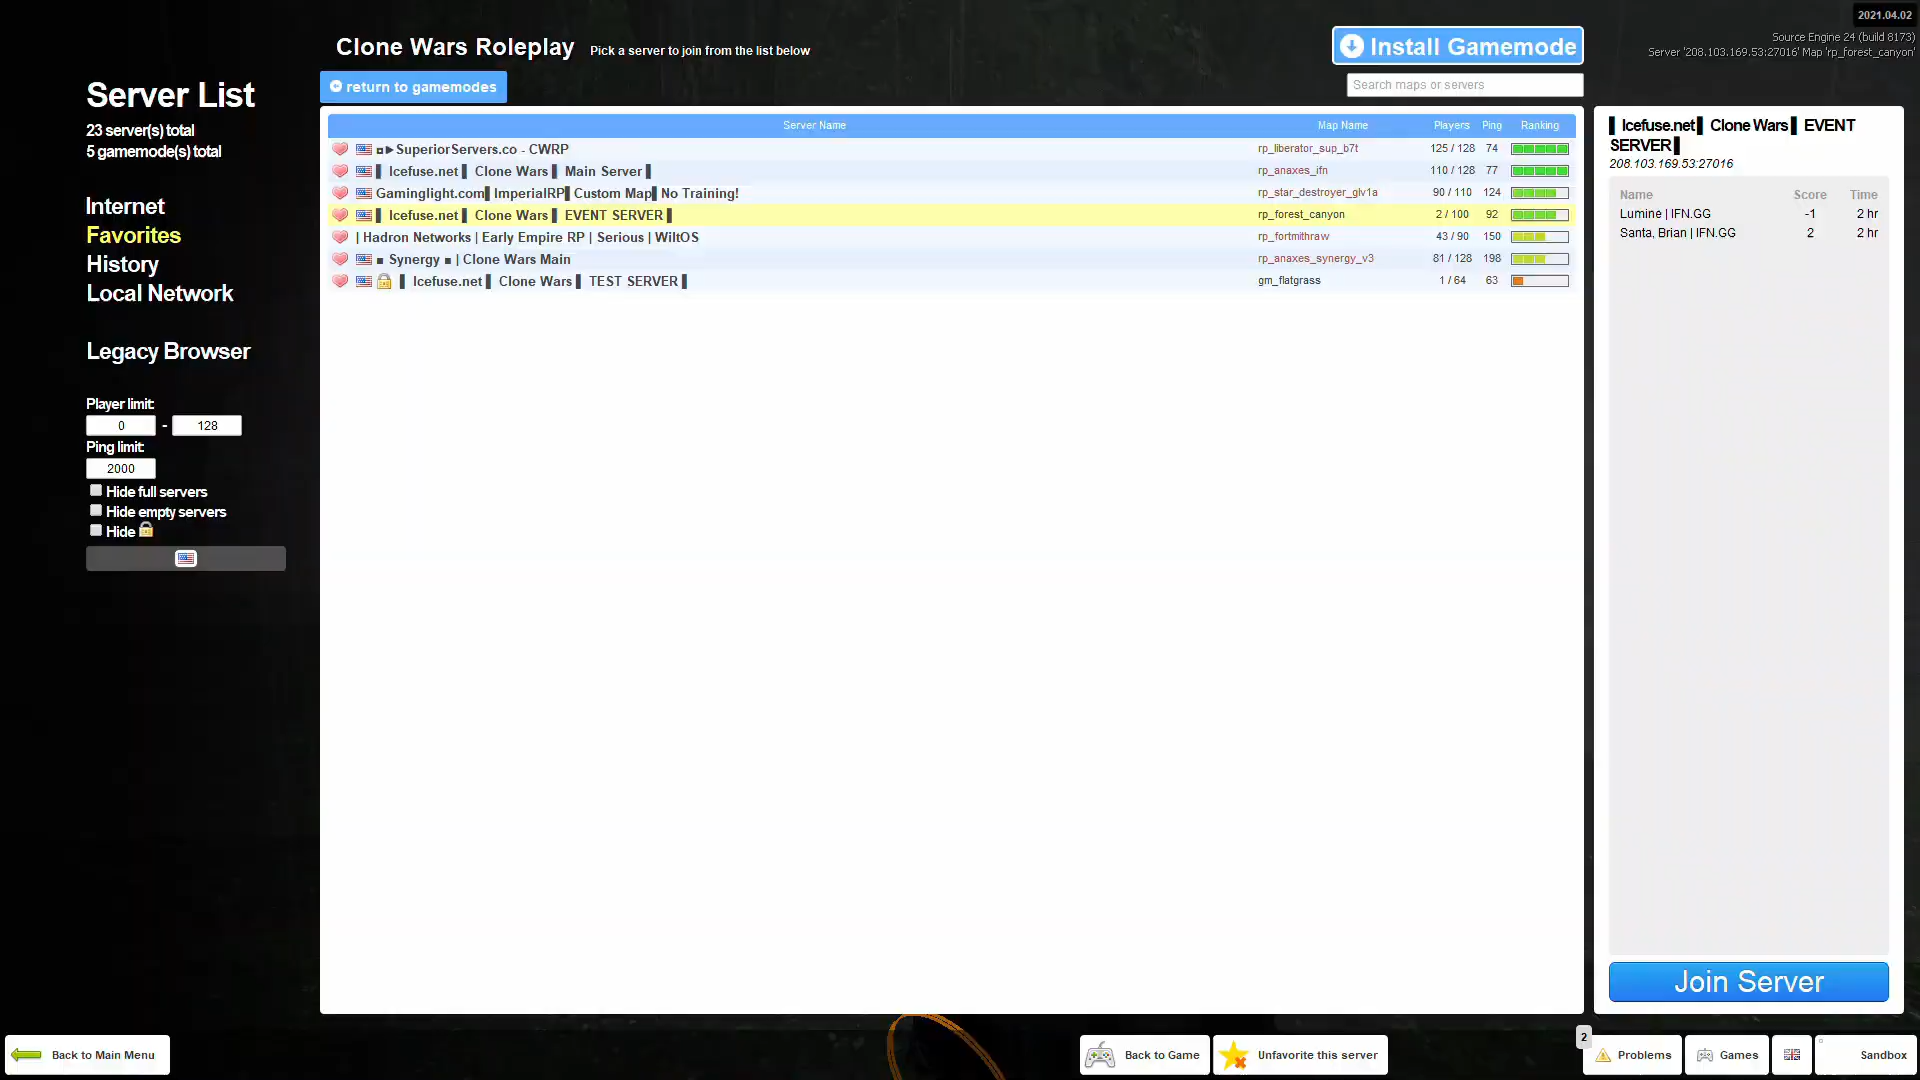 2021.04.02
Source Engine 24 (build 8173)
Server '208.103.169.53:27016' Map 'rp_forest_canyon'
Clone Wars Roleplay Pick a server to join from the list below
Install Gamemode
return to gamemodes
Search maps or servers
Server List
23 server(s) total
5 gamemode(s) total
Internet
Favorites
History
Local Network
Legacy Browser
Player limit:
0 - 128
Ping limit:
2000
Hide full servers
Hide empty servers
Hide
Server Name Map Name Players Ping Ranking
¤►SuperiorServers.co - CWRP rp_liberator_sup_b7t 125 / 128 74
▌ Icefuse.net ▌ Clone Wars ▌ Main Server ▌ rp_anaxes_ifn 110 / 128 77
Gaminglight.com▌ImperialRP▌Custom Map▌No Training! rp_star_destroyer_glv1a 90 / 110 124
▌ Icefuse.net ▌ Clone Wars ▌ EVENT SERVER ▌ rp_forest_canyon 2 / 100 92
| Hadron Networks | Early Empire RP | Serious | WiltOS rp_fortmithraw 43 / 90 150
■ Synergy ■ | Clone Wars Main rp_anaxes_synergy_v3 81 / 128 198
▌ Icefuse.net ▌ Clone Wars ▌ TEST SERVER ▌ gm_flatgrass 1 / 64 63
▌ Icefuse.net ▌ Clone Wars ▌ EVENT
SERVER ▌
208.103.169.53:27016
Name Score Time
Lumine | IFN.GG -1 2 hr
Santa, Brian | IFN.GG 2 2 hr
Join Server
Back to Main Menu
Back to Game
Unfavorite this server
2
Problems
Games
Sandbox